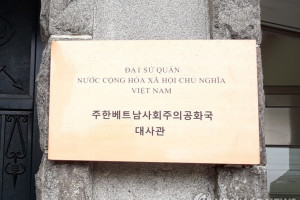 ĐẠI SỨ QUÁN
NƯỚC CỘNG HÒA XÃ HỘI CHỦ NGHĨA
VIỆT NAM
주한베트남사회주의공화국
대사관